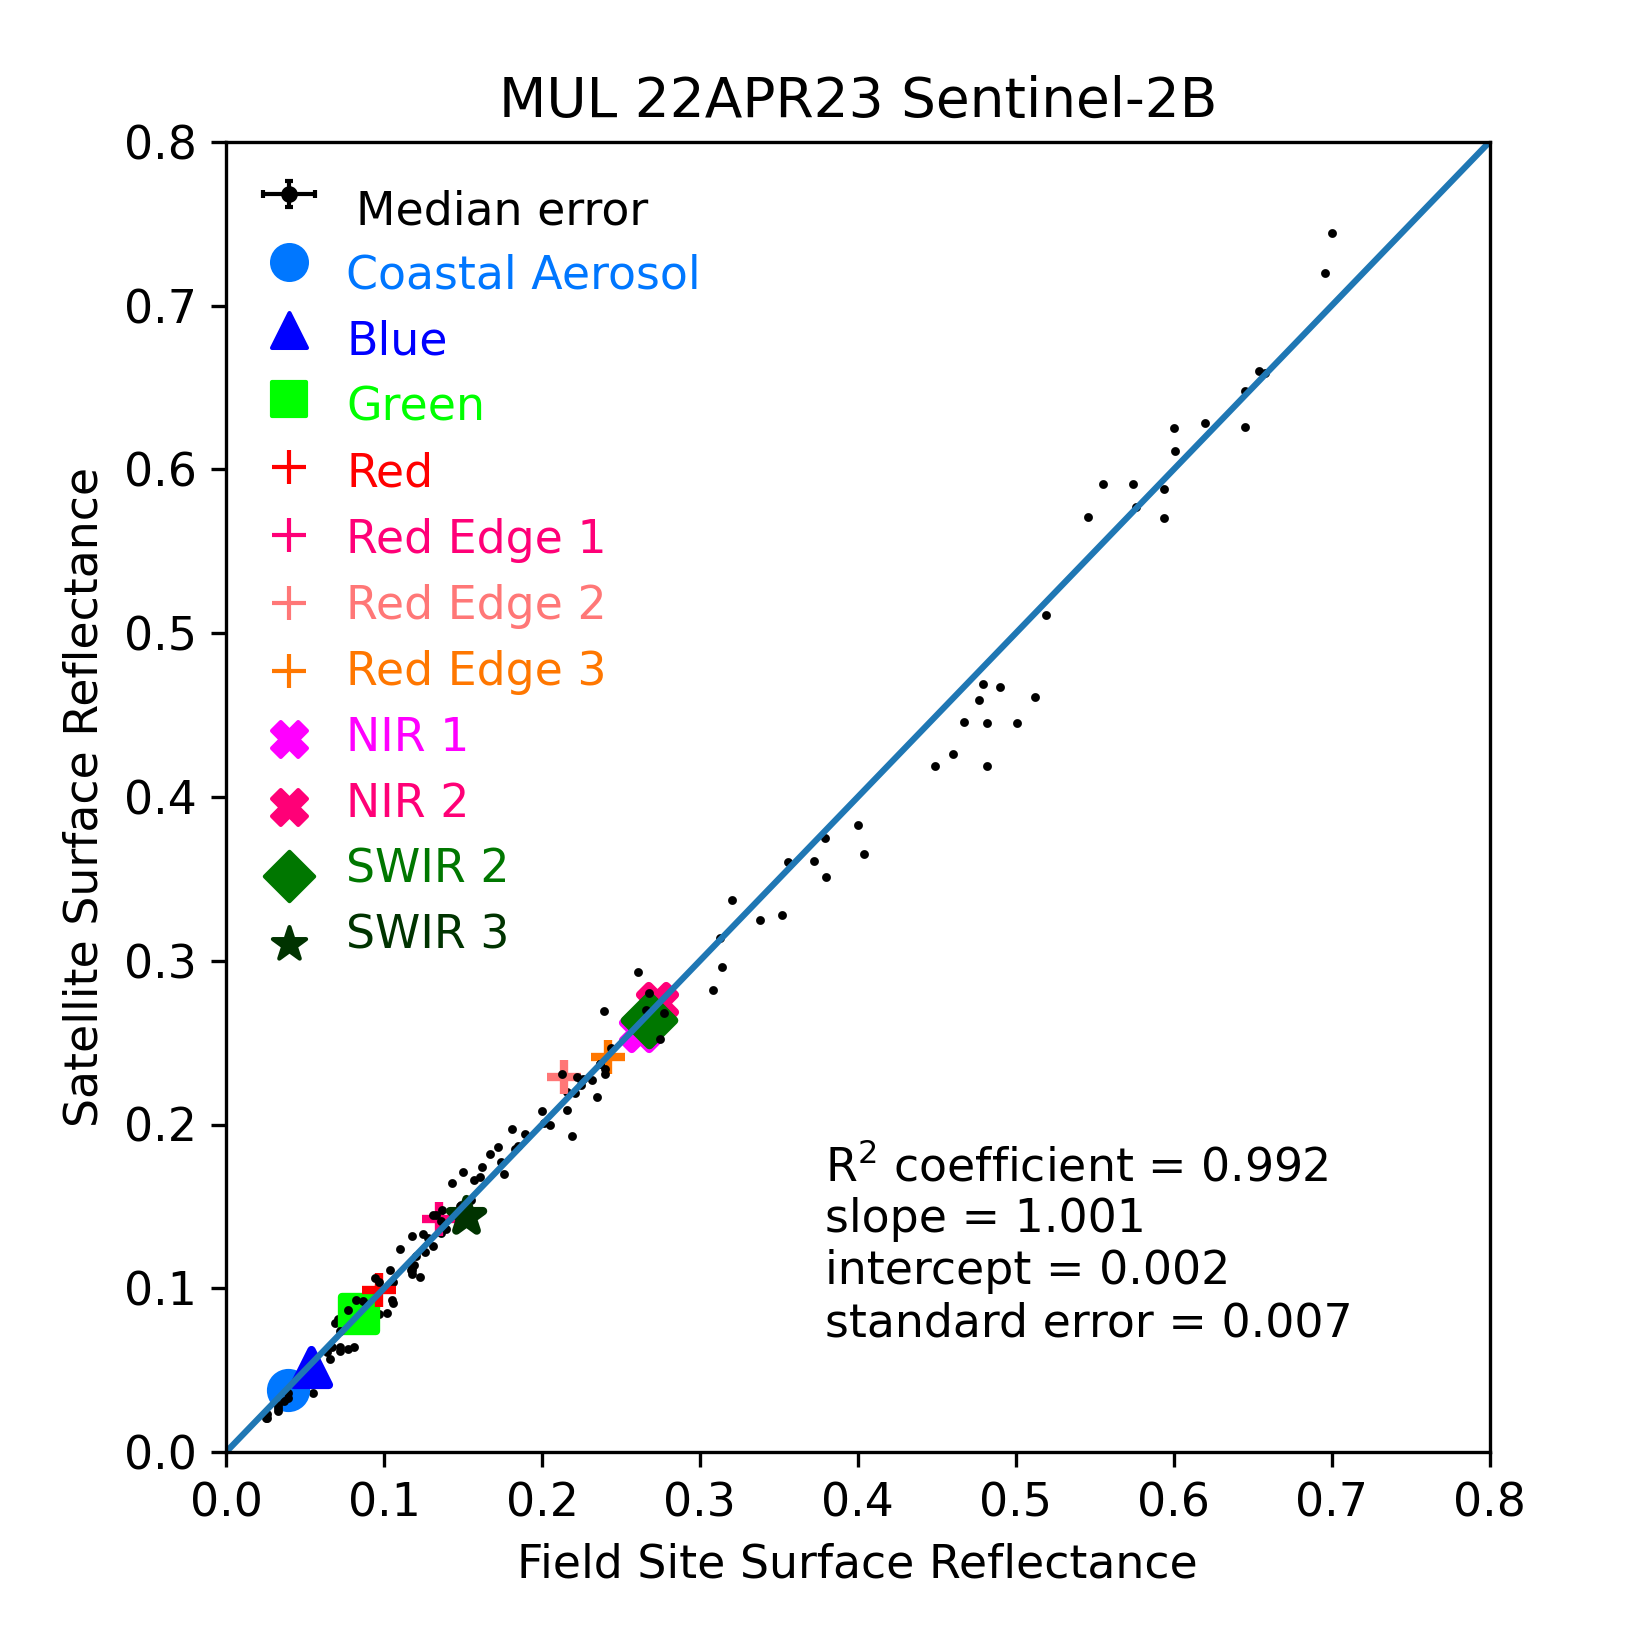 MUL 22APR23 Sentinel-2B
0.8
0.7
0.6
0.5
0.4
0.3
0.2
0.1
0.0
Satellite Surface Reflectance
Median error
Coastal Aerosol
Blue
Green
Red
Red Edge 1
Red Edge 2
Red Edge 3
NIR 1
NIR 2
SWIR 2
SWIR 3
R² coefficient = 0.992
slope = 1.001
intercept = 0.002
standard error = 0.007
0.0 0.1 0.2 0.3 0.4 0.5 0.6 0.7 0.8
Field Site Surface Reflectance